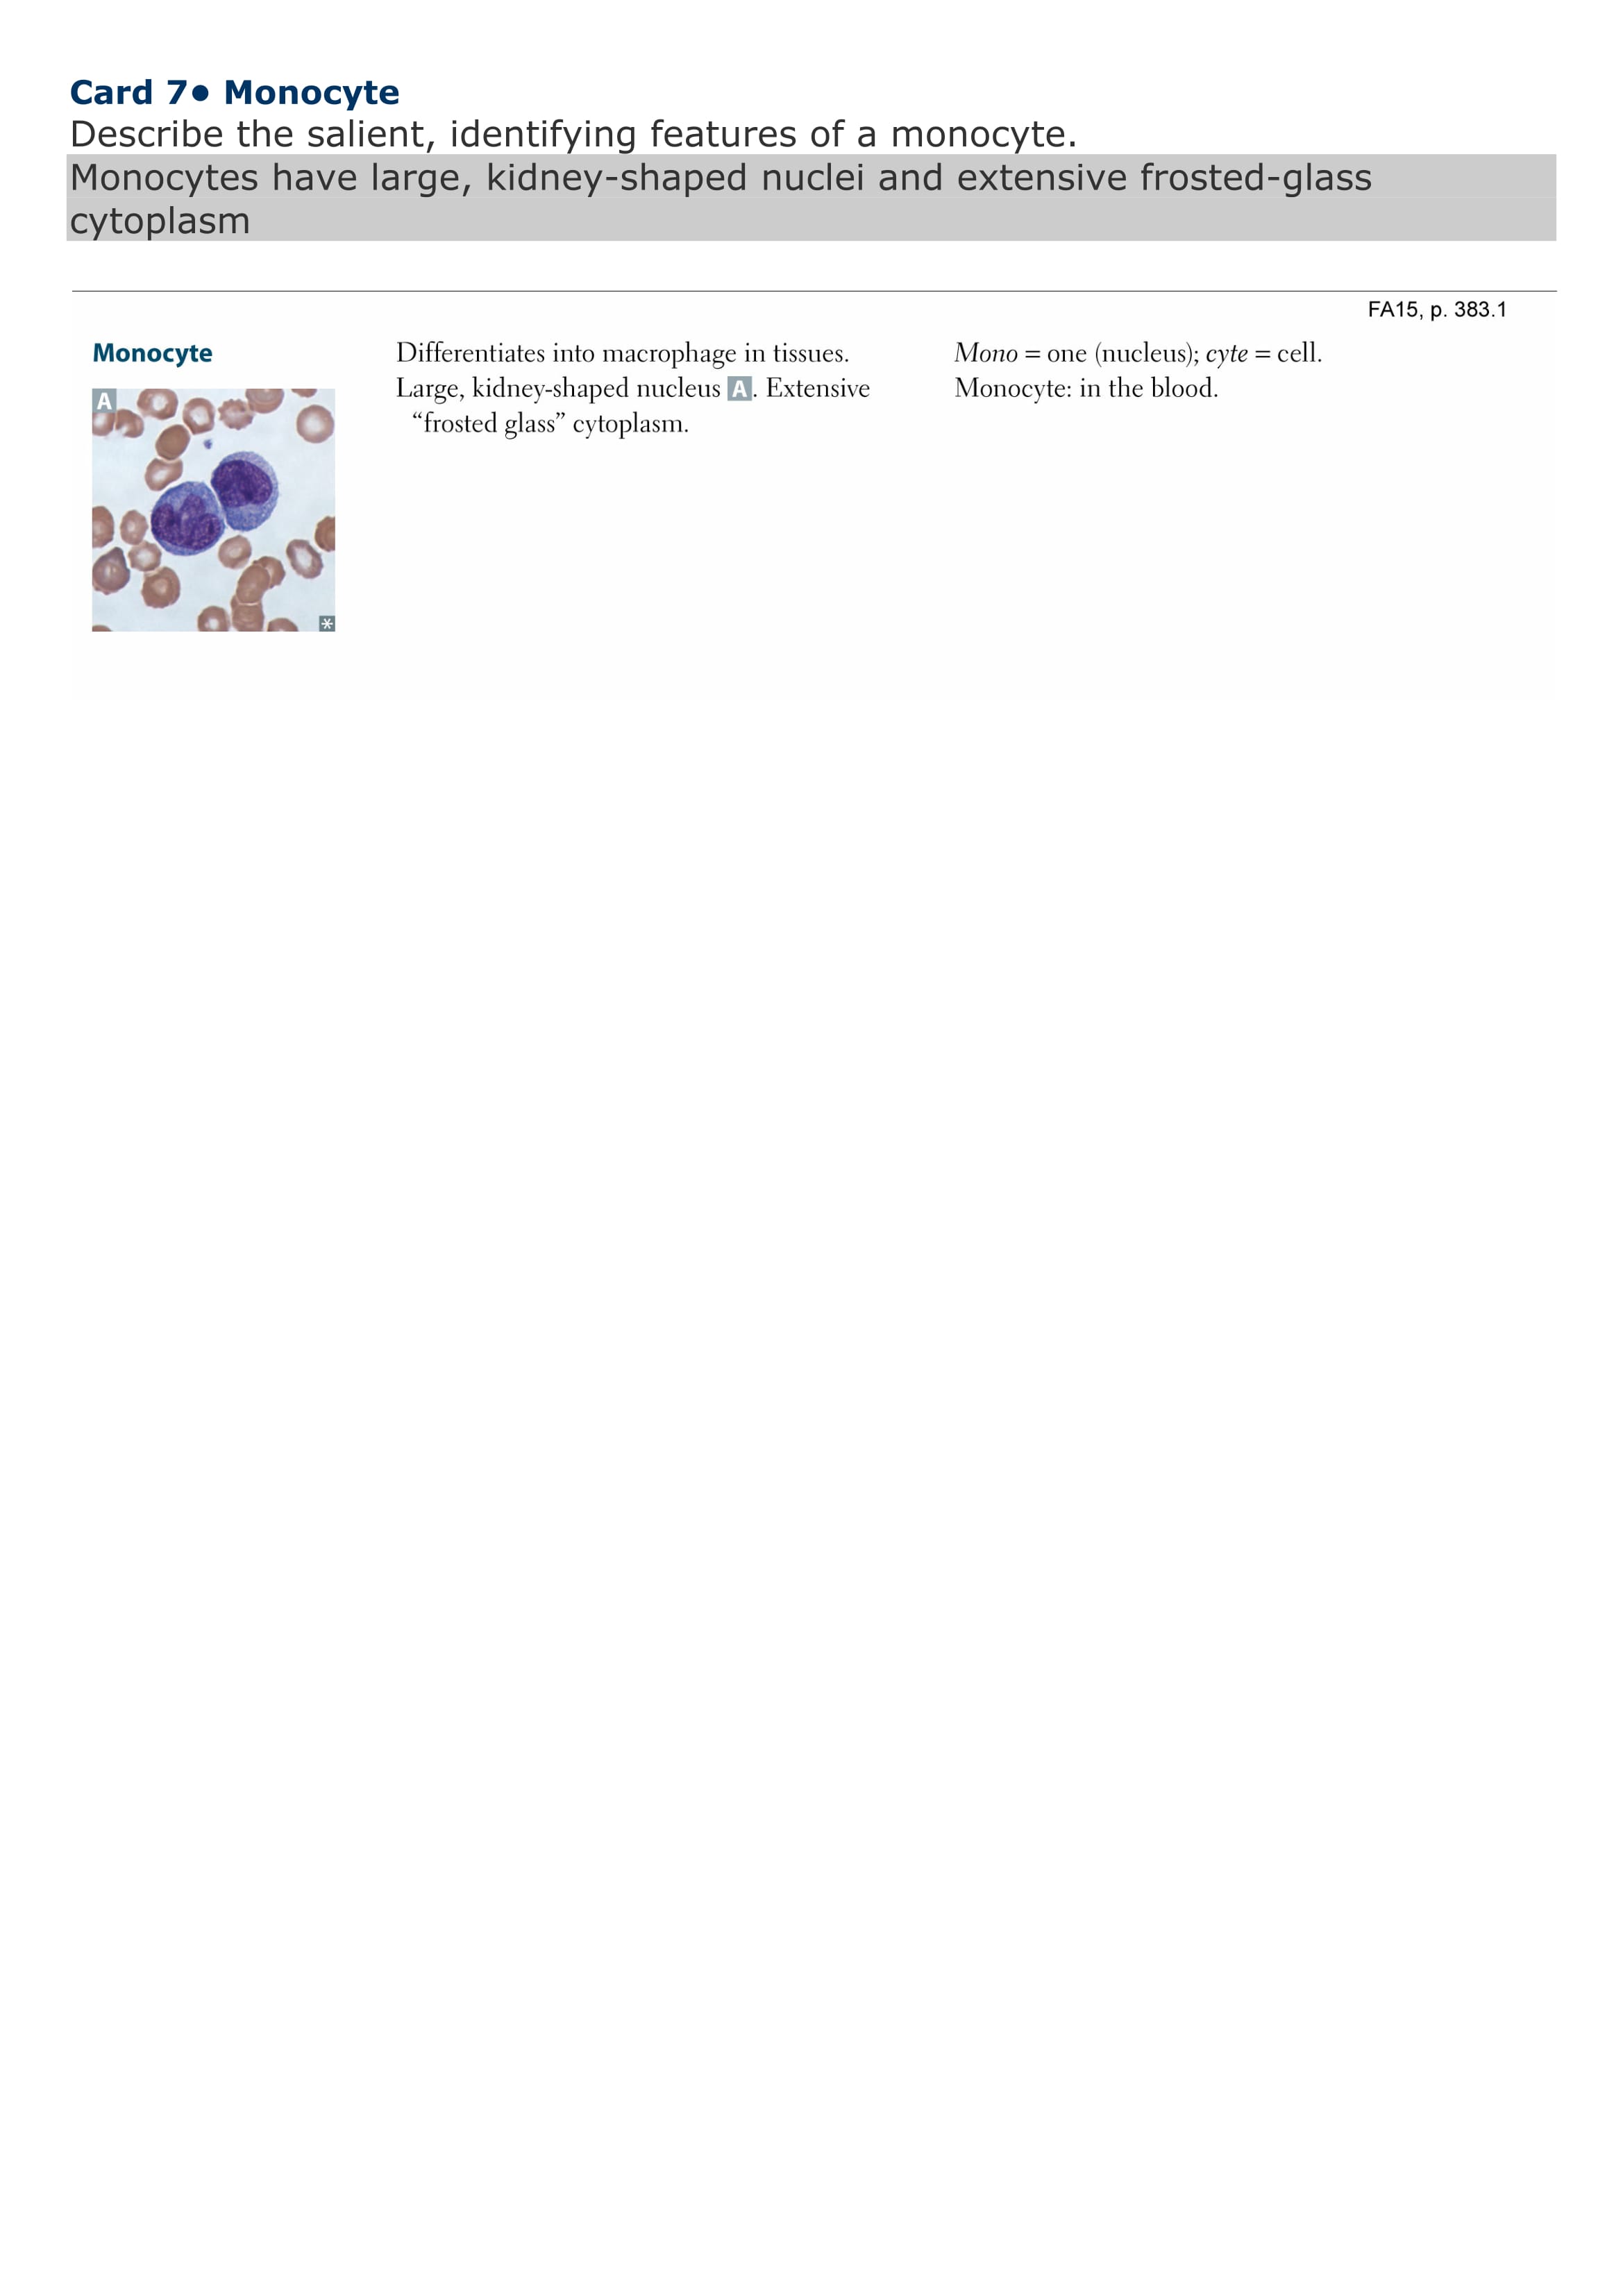 Card 7● Monocyte
Describe the salient, identifying features of a monocyte.
Monocytes have large, kidney-shaped nuclei and extensive frosted-glass
cytoplasm
FA15, p. 383.1
Monocyte
Differentiates into macrophage in tissues.
Large, kidney-shaped nucleus A. Extensive
“frosted glass” cytoplasm.
Mono = one (nucleus); cyte = cell.
Monocyte: in the blood.
A
*